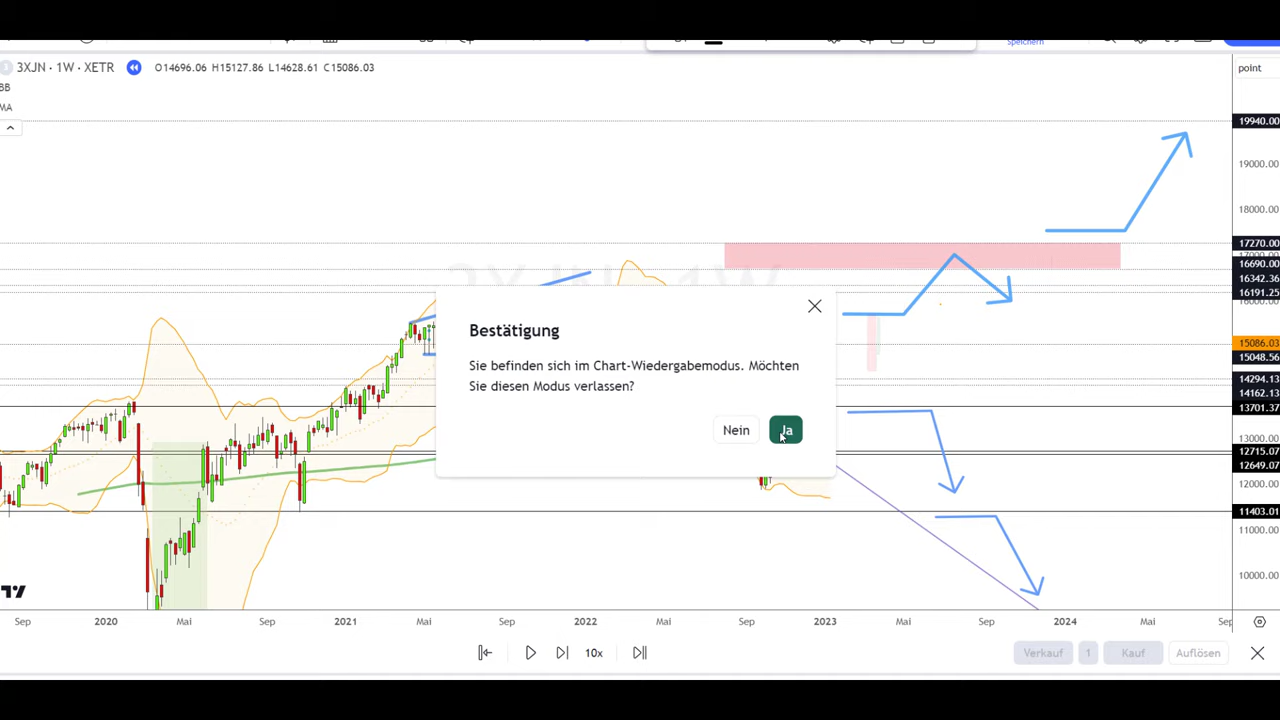 Speichern
3XJN · 1W · XETR O14696.06 H15127.86 L14628.61 C15086.03
point
BB
MA
19940.00
19000.00
18000.00
17270.00
16690.00
16342.36
16191.25
15086.03
15048.56
14294.13
14162.13
13701.37
13000.00
12715.07
12649.07
12000.00
11403.01
11000.00
10000.00
Bestätigung
Sie befinden sich im Chart-Wiedergabemodus. Möchten
Sie diesen Modus verlassen?
Nein Ja
Sep 2020 Mai Sep 2021 Mai Sep 2022 Mai Sep 2023 Mai Sep 2024 Mai Sep
10x Verkauf 1 Kauf Auflösen